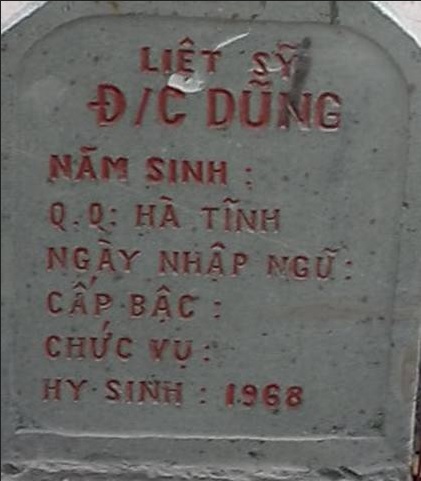 LIỆT SỸ
Đ/C DŨNG
NĂM SINH :
Q.Q: HÀ TĨNH
NGÀY NHẬP NGŨ:
CẤP BẬC :
CHỨC VỤ:
HY SINH : 1968